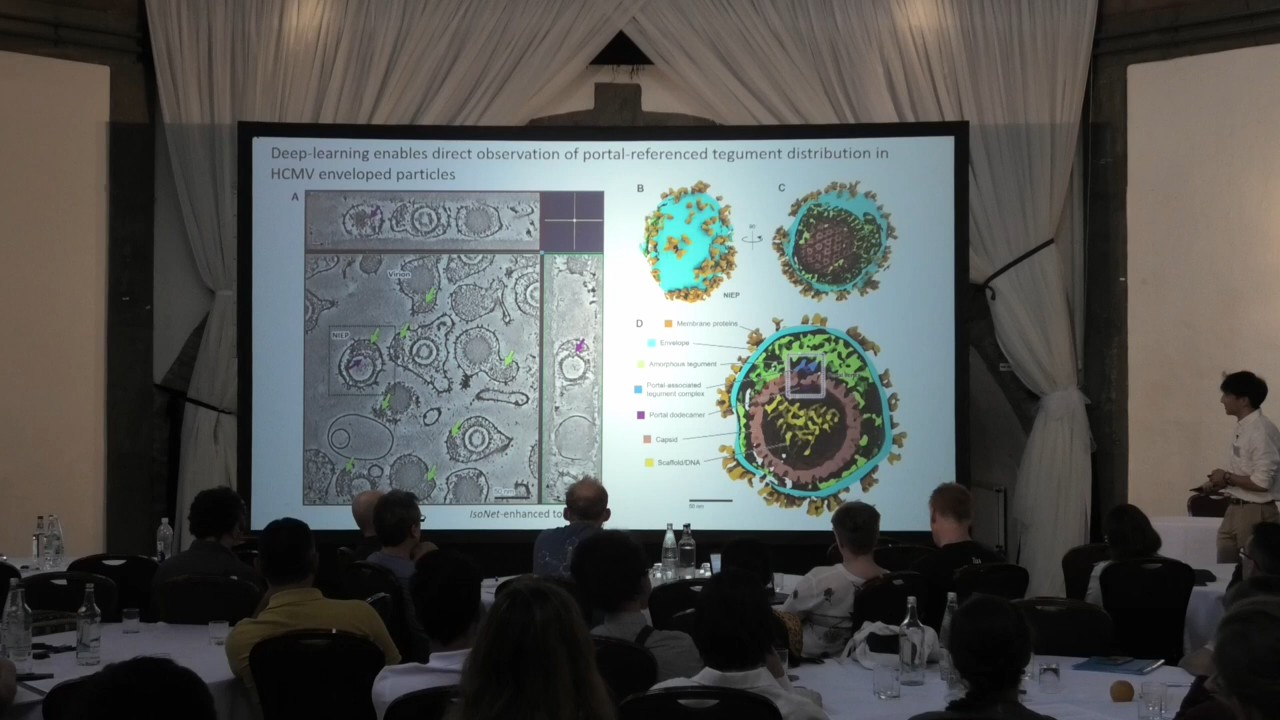 Deep-learning enables direct observation of portal-referenced tegument distribution in
HCMV enveloped particles
A
B
C
Virion
NIEP
NIEP
D
Membrane proteins
Envelope
Amorphous tegument
Portal-associated
tegument complex
Portal dodecamer
Capsid
Scaffold/DNA
IsoNet-enhanced to